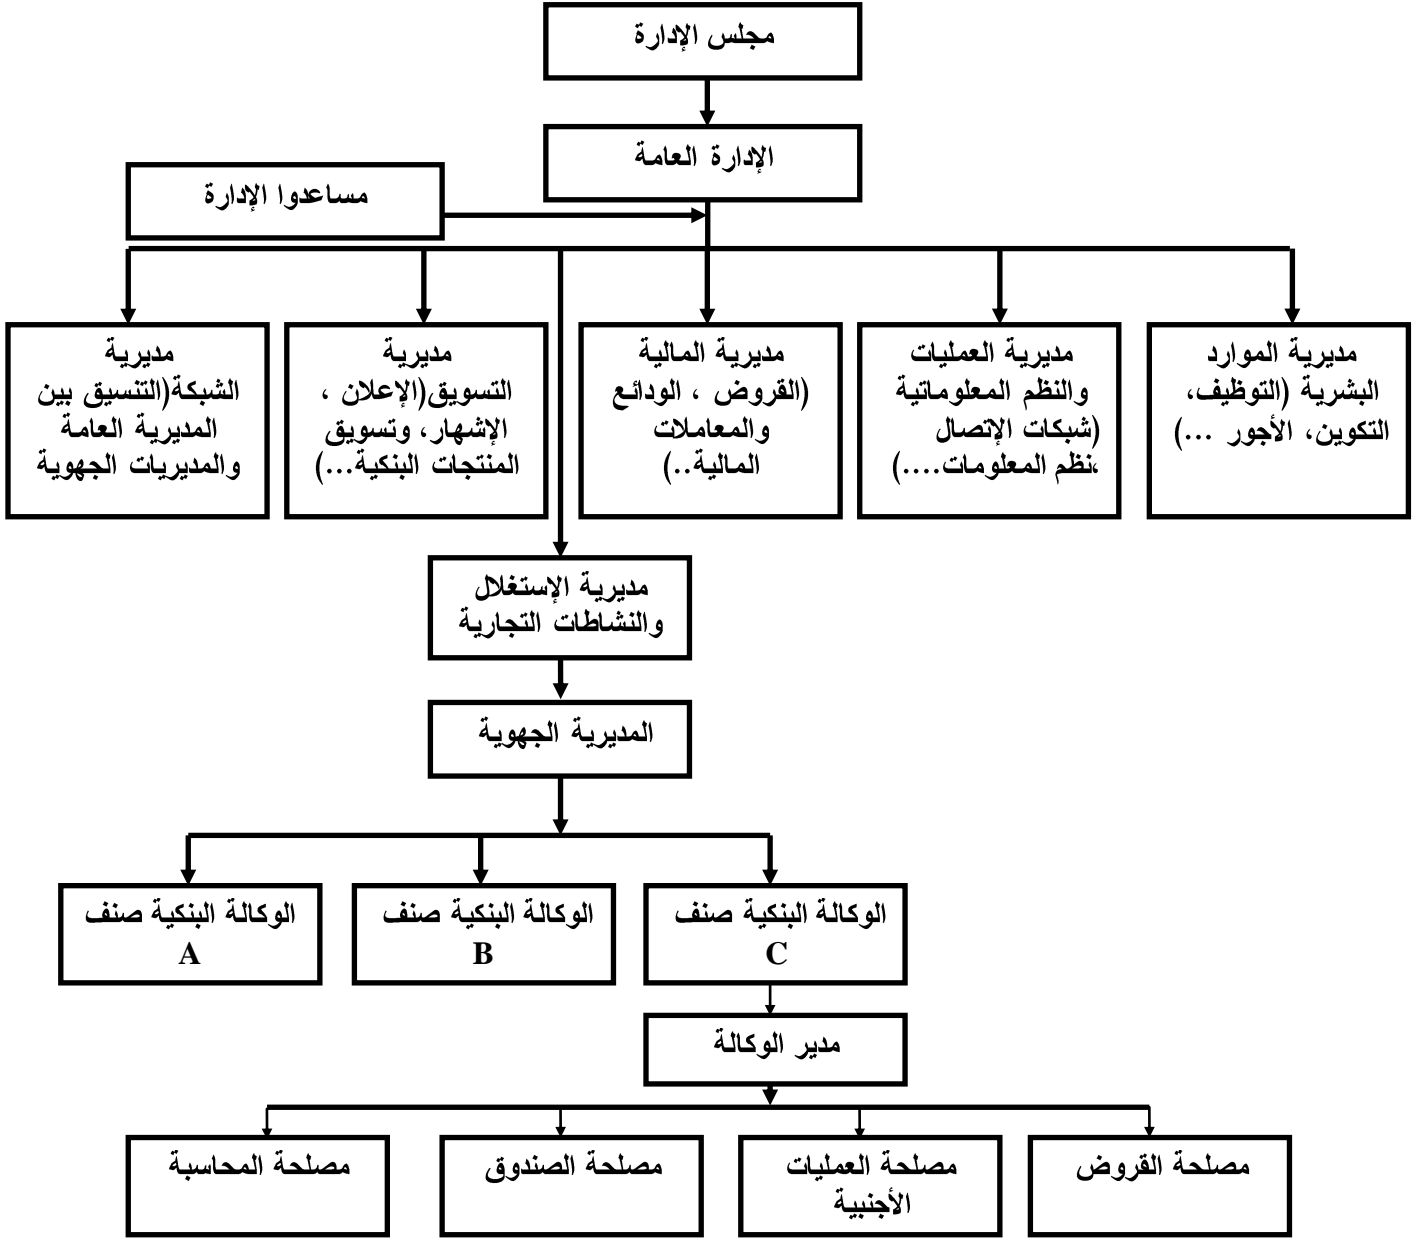 مجلس الإدارة
الإدارة العامة
مساعدوا الإدارة
مديرية الموارد
البشرية (التوظيف،
التكوين، الأجور ...)
مديرية العمليات
والنظم المعلوماتية
(شبكات الإتصال
،نظم المعلومات....)
مديرية المالية
(القروض ، الودائع
والمعاملات
المالية..)
مديرية
التسويق(الإعلان ،
الإشهار، وتسويق
المنتجات البنكية...)
مديرية
الشبكة(التنسيق بين
المديرية العامة
والمديريات الجهوية
مديرية الإستغلال
والنشاطات التجارية
المديرية الجهوية
الوكالة البنكية صنف
C
الوكالة البنكية صنف
B
الوكالة البنكية صنف
A
مدير الوكالة
مصلحة القروض
مصلحة العمليات
الأجنبية
مصلحة الصندوق
مصلحة المحاسبة